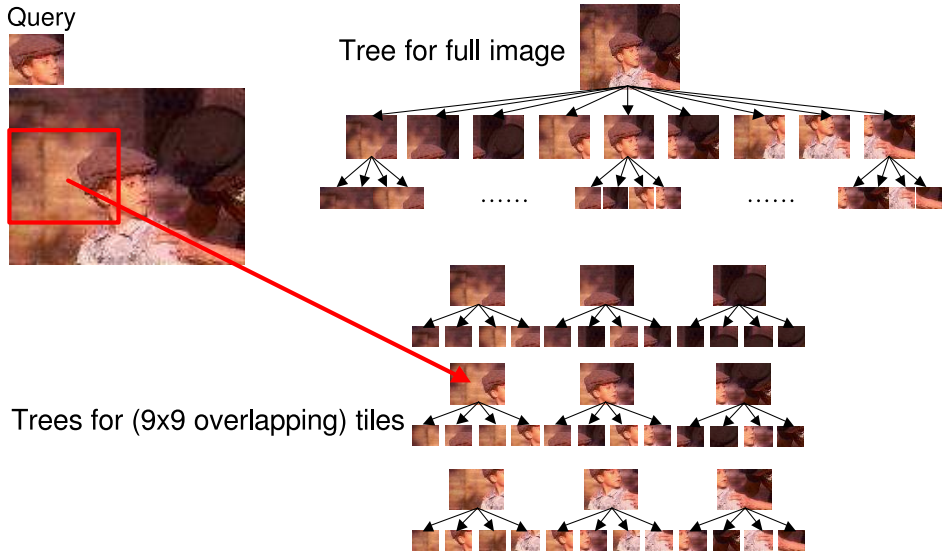 Query
Tree for full image
......
......
Trees for (9x9 overlapping) tiles